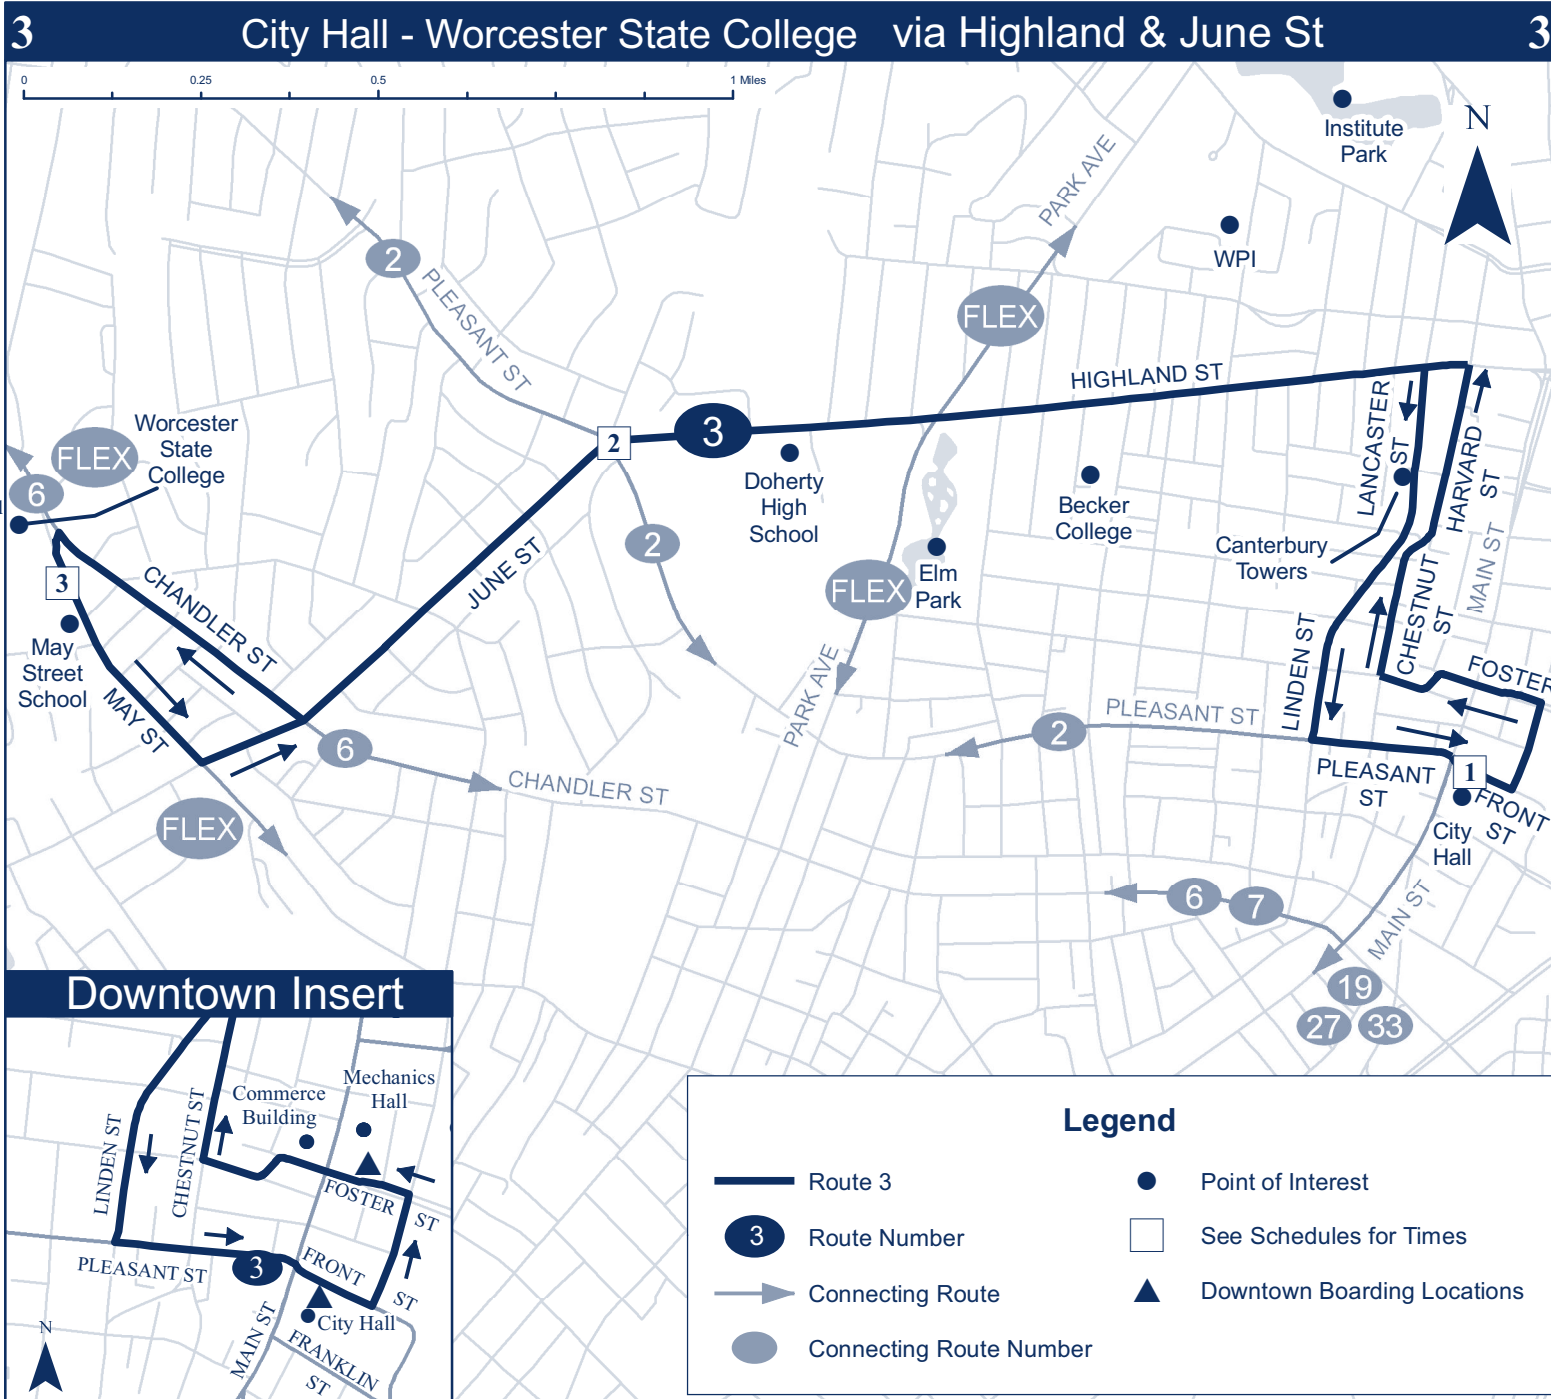 3 City Hall - Worcester State College via Highland & June St 3
0 0.25 0.5 1 Miles
Institute
Park
N
PARK AVE
WPI
2
PLEASANT ST
FLEX
HIGHLAND ST
LANCASTER
ST
HARVARD
ST
Worcester
State
College
FLEX
6
2
3
Doherty
High
School
Becker
College
Canterbury
Towers
MAIN ST
3
CHANDLER ST
JUNE ST
2
FLEX
Elm
Park
CHESTNUT
ST
LINDEN ST
FOSTER
May
Street
School
MAY ST
PARK AVE
6
CHANDLER ST
2
PLEASANT ST
PLEASANT
ST
1
FRONT
ST
City
Hall
FLEX
6
7
MAIN ST
19
27
33
Downtown Insert
Mechanics
Hall
Commerce
Building
LINDEN ST
CHESTNUT ST
FOSTER
ST
PLEASANT ST
3
FRONT
ST
City Hall
MAIN ST
FRANKLIN
ST
N
Legend
Route 3
Point of Interest
3
Route Number
See Schedules for Times
Connecting Route
Downtown Boarding Locations
Connecting Route Number